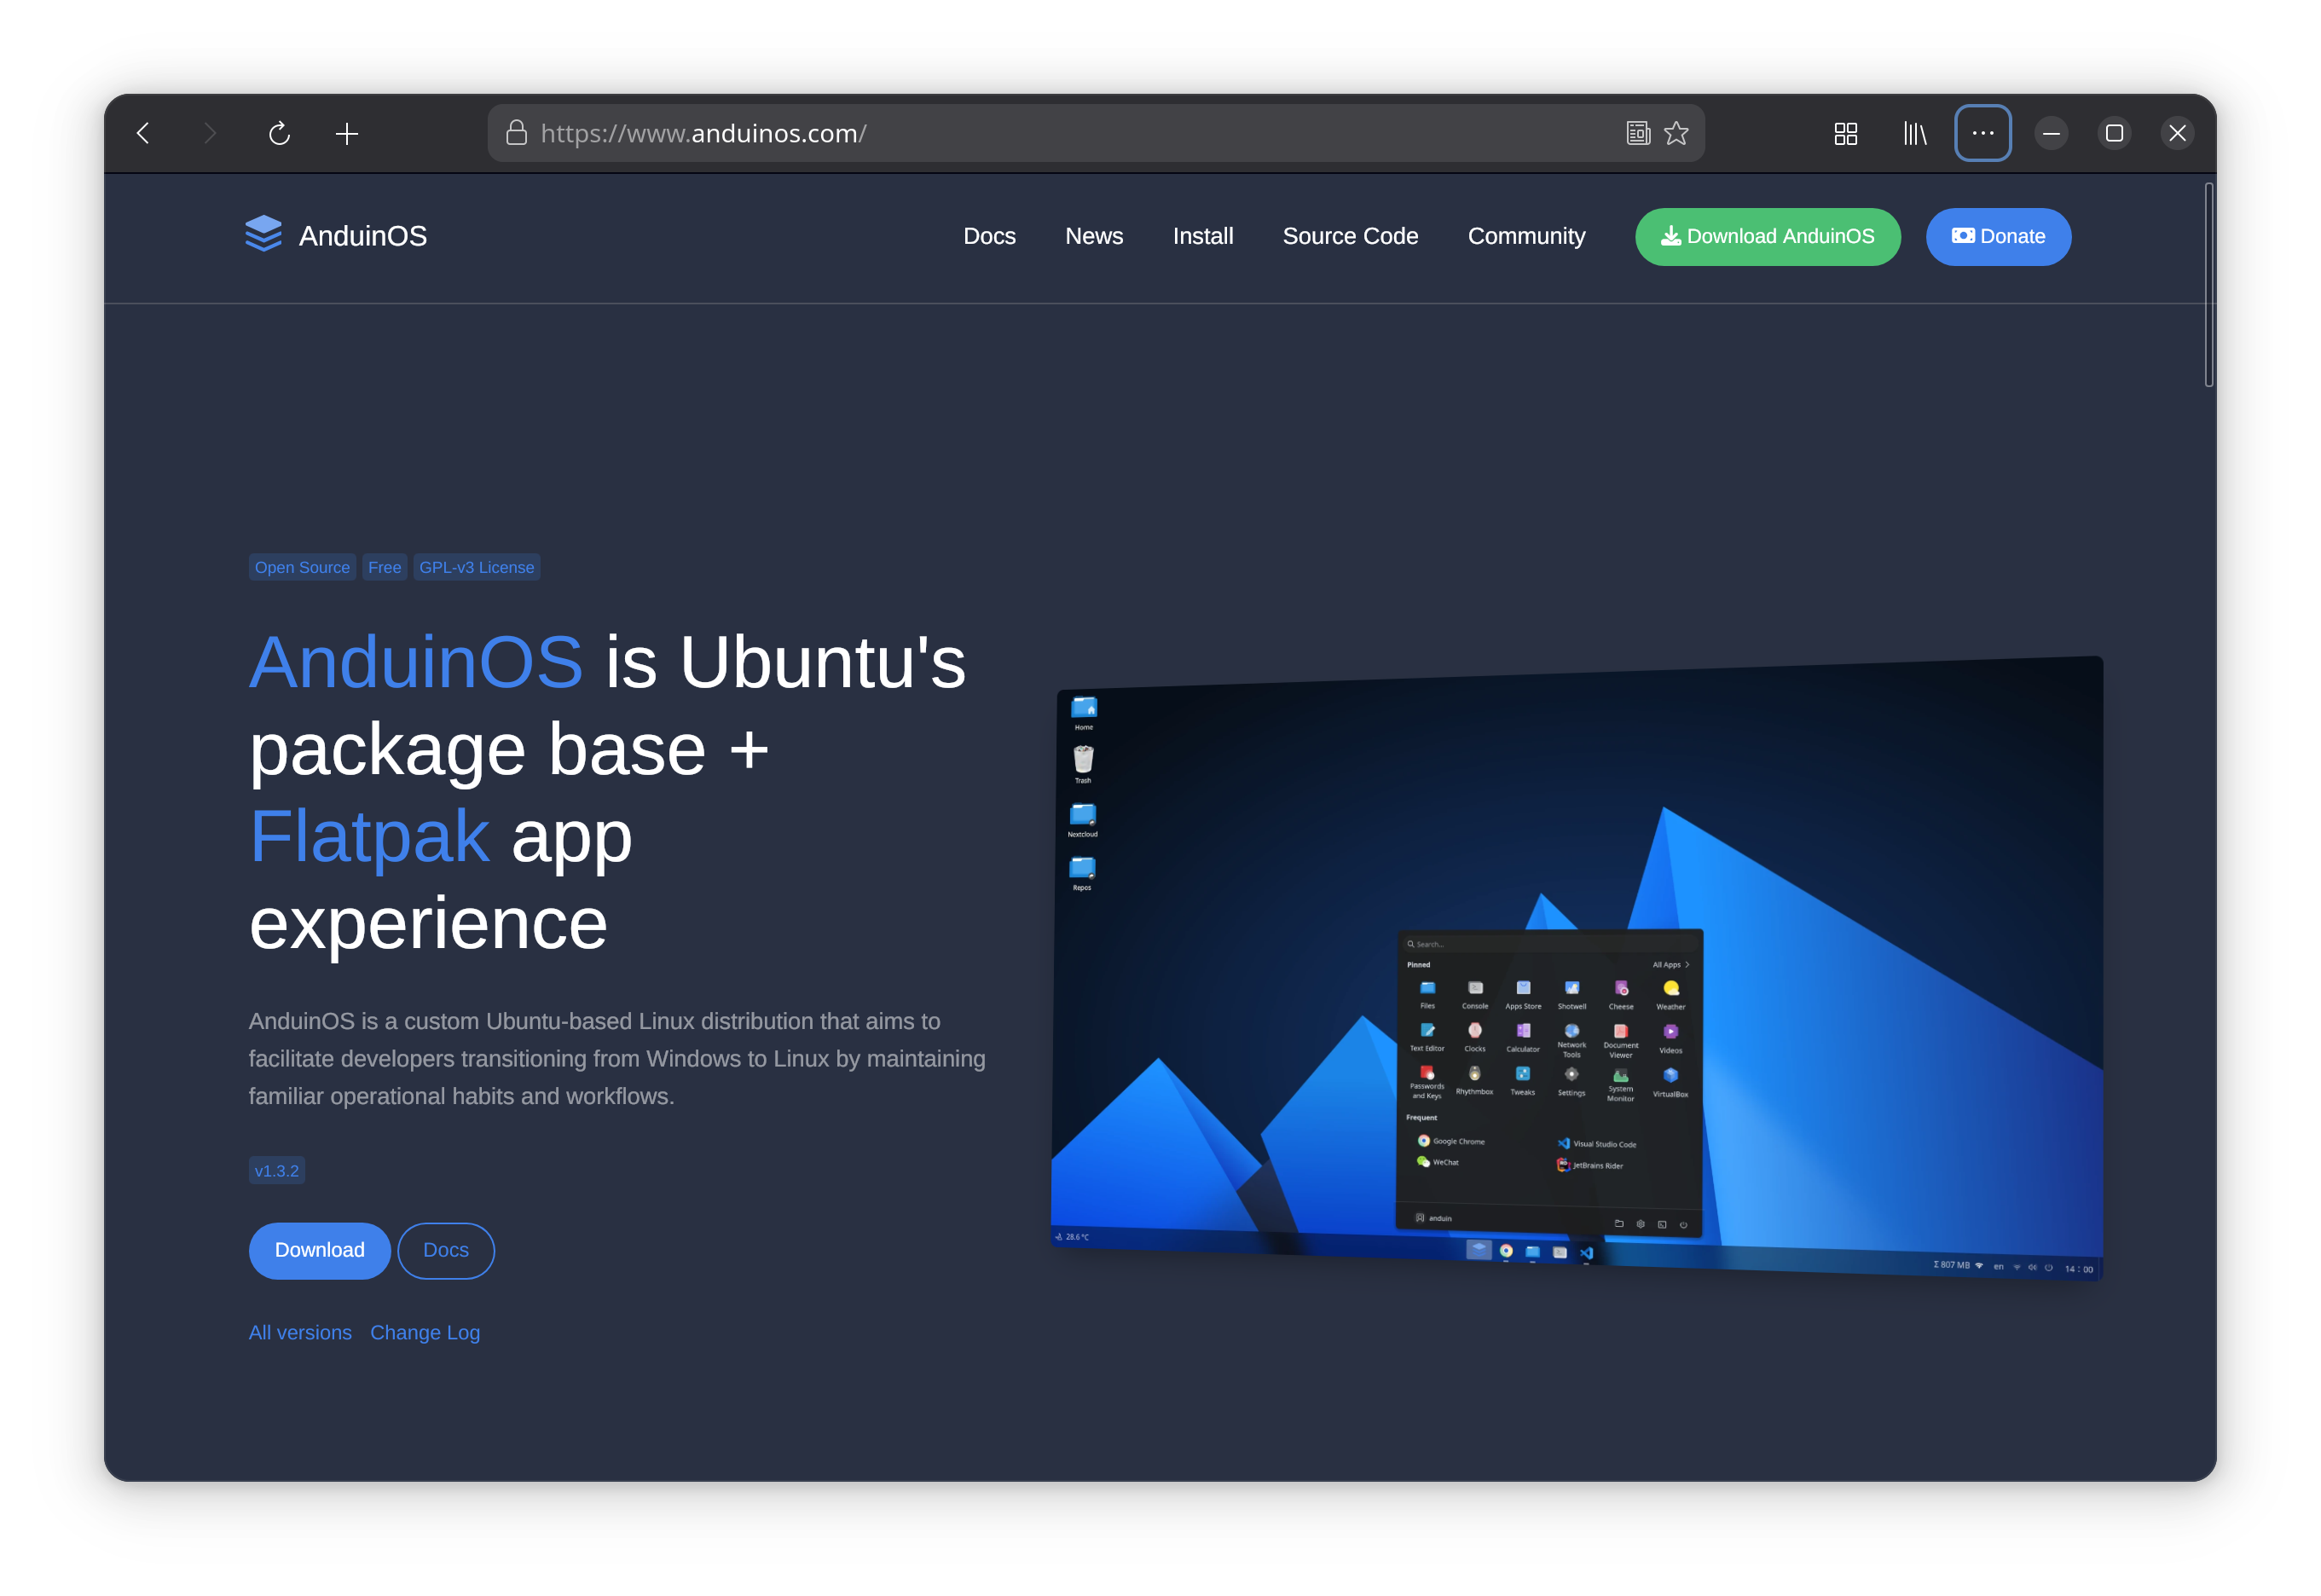 https://www.anduinos.com/
AnduinOS
Docs
News
Install
Source Code
Community
Download AnduinOS
Donate
Open Source
Free
GPL-v3 License
AnduinOS is Ubuntu's
package base +
Flatpak app
experience
AnduinOS is a custom Ubuntu-based Linux distribution that aims to
facilitate developers transitioning from Windows to Linux by maintaining
familiar operational habits and workflows.
v1.3.2
Download
Docs
All versions
Change Log
Home
Trash
Nextcloud
Repos
Search...
Pinned
All Apps
Files
Console
Apps Store
Shotwell
Cheese
Weather
Text Editor
Clocks
Calculator
Network
Tools
Document
Viewer
Videos
Passwords
and Keys
Rhythmbox
Tweaks
Settings
System
Monitor
VirtualBox
Frequent
Google Chrome
Visual Studio Code
WeChat
JetBrains Rider
anduin
28.6 °C
Σ 807 MB
en
14 : 00